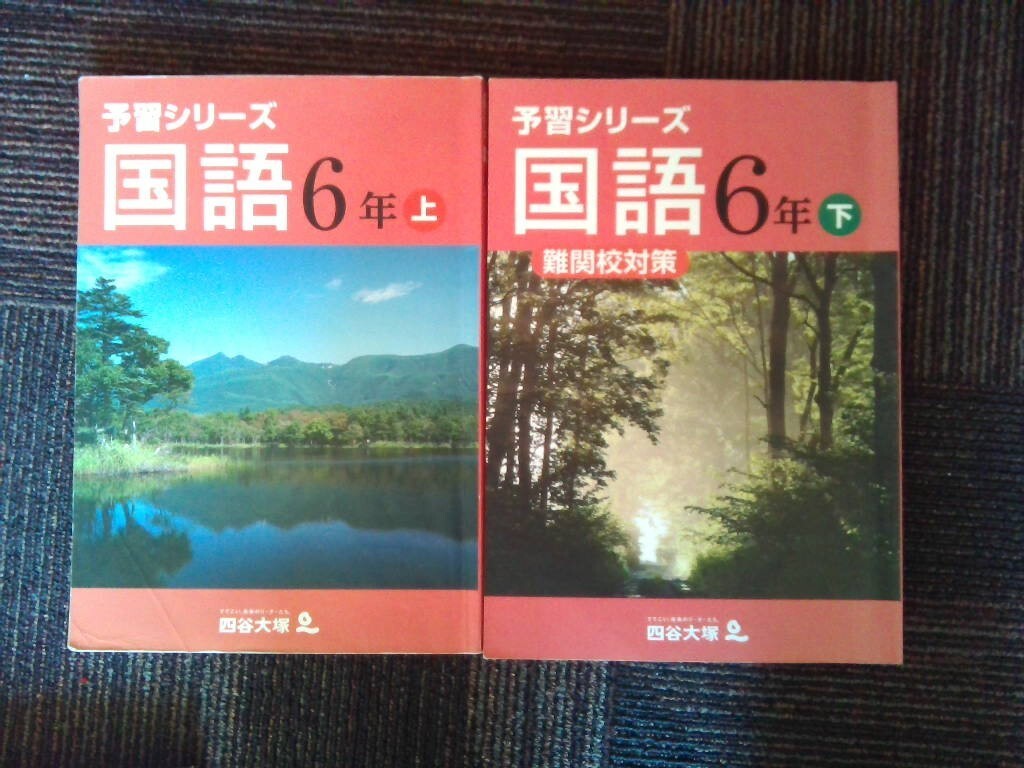 予習シリーズ
国語6年 上
四谷大塚
予習シリーズ
国語6年 下
難関校対策
四谷大塚